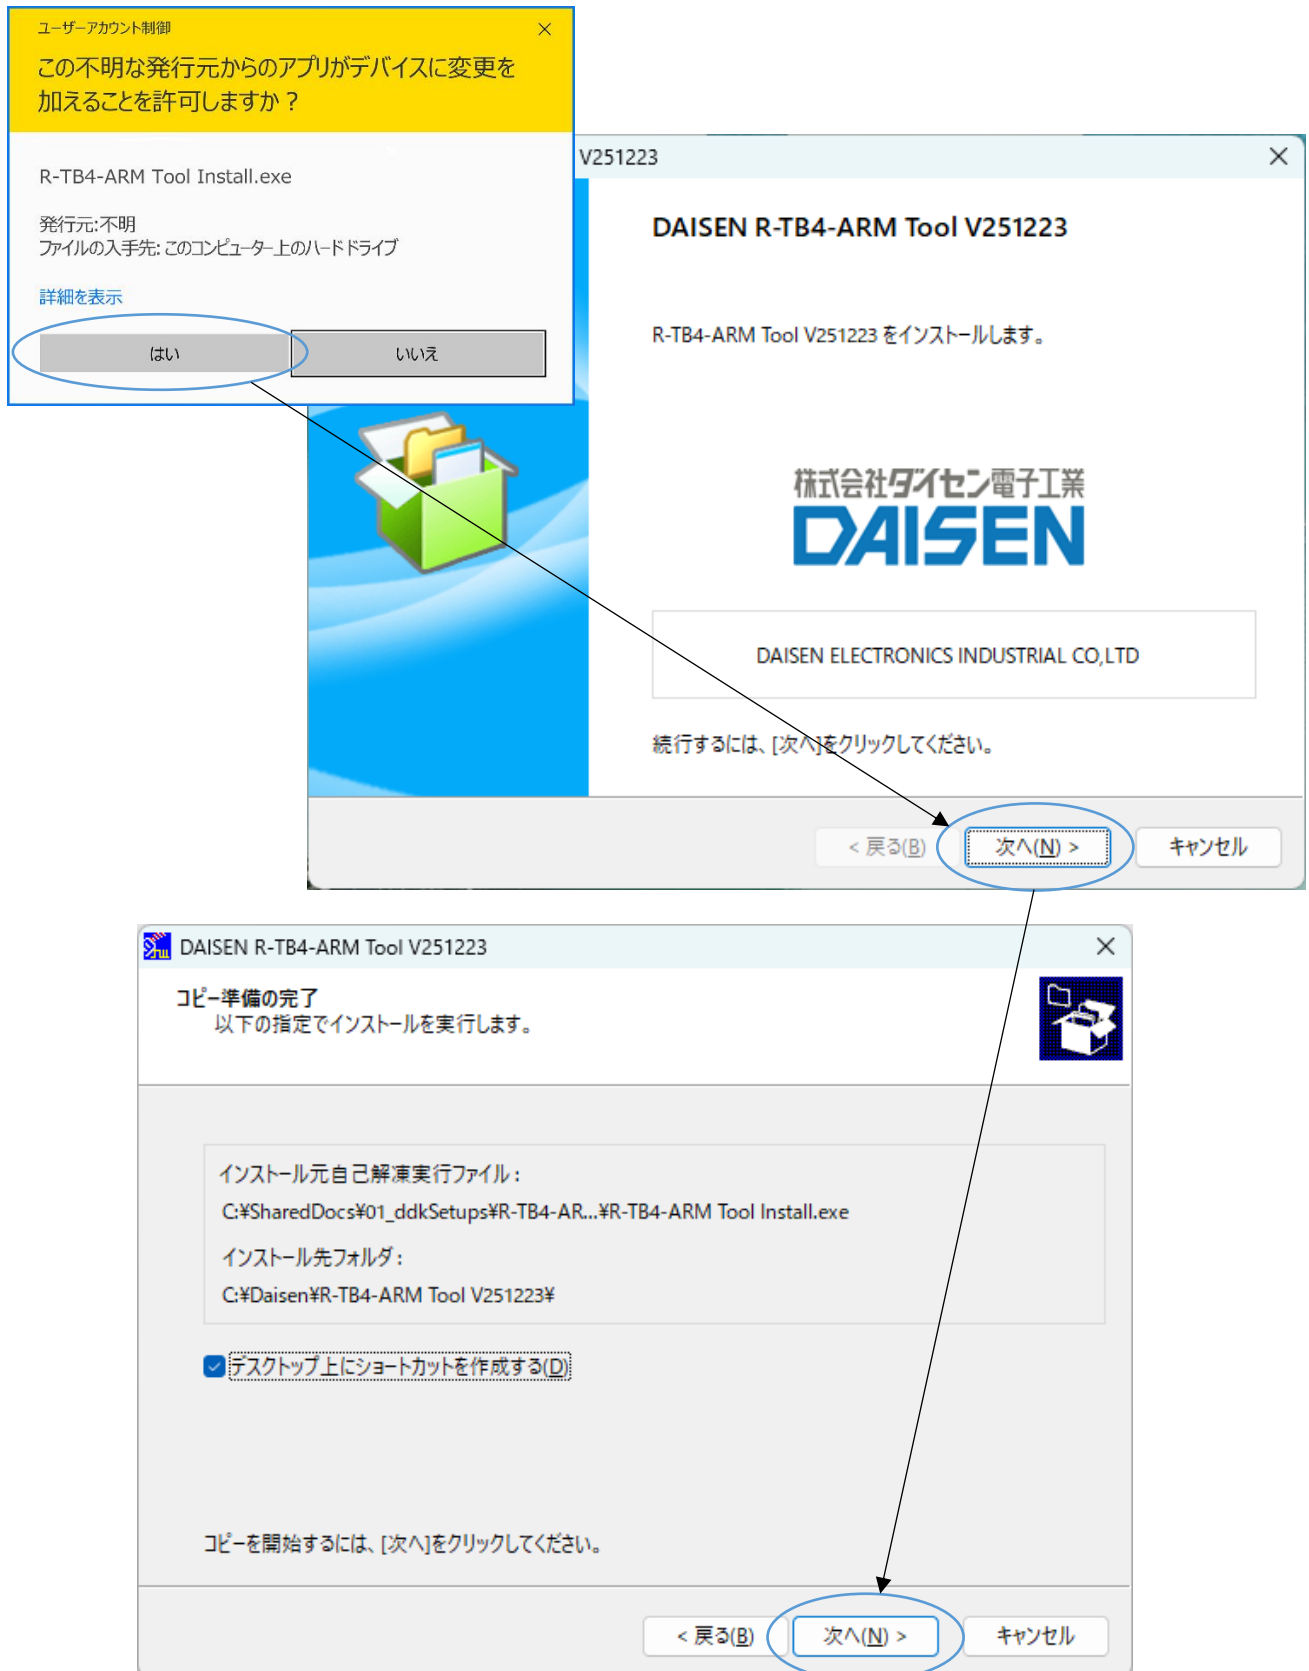 ユーザーアカウント制御
この不明な発行元からのアプリがデバイスに変更を
加えることを許可しますか？
R-TB4-ARM Tool Install.exe
発行元:不明
ファイルの入手先: このコンピューター上のハードドライブ
詳細を表示
はい
いいえ
V251223
DAISEN R-TB4-ARM Tool V251223
R-TB4-ARM Tool V251223 をインストールします。
株式会社ダイセン電子工業
DAISEN
DAISEN ELECTRONICS INDUSTRIAL CO,LTD
続行するには、[次へ]をクリックしてください。
< 戻る(B)
次へ(N) >
キャンセル
DAISEN R-TB4-ARM Tool V251223
コピー準備の完了
以下の指定でインストールを実行します。
インストール元自己解凍実行ファイル：
C:¥SharedDocs¥01_ddkSetups¥R-TB4-AR...¥R-TB4-ARM Tool Install.exe
インストール先フォルダ：
C:¥Daisen¥R-TB4-ARM Tool V251223¥
デスクトップ上にショートカットを作成する(D)
コピーを開始するには、[次へ]をクリックしてください。
< 戻る(B)
次へ(N) >
キャンセル